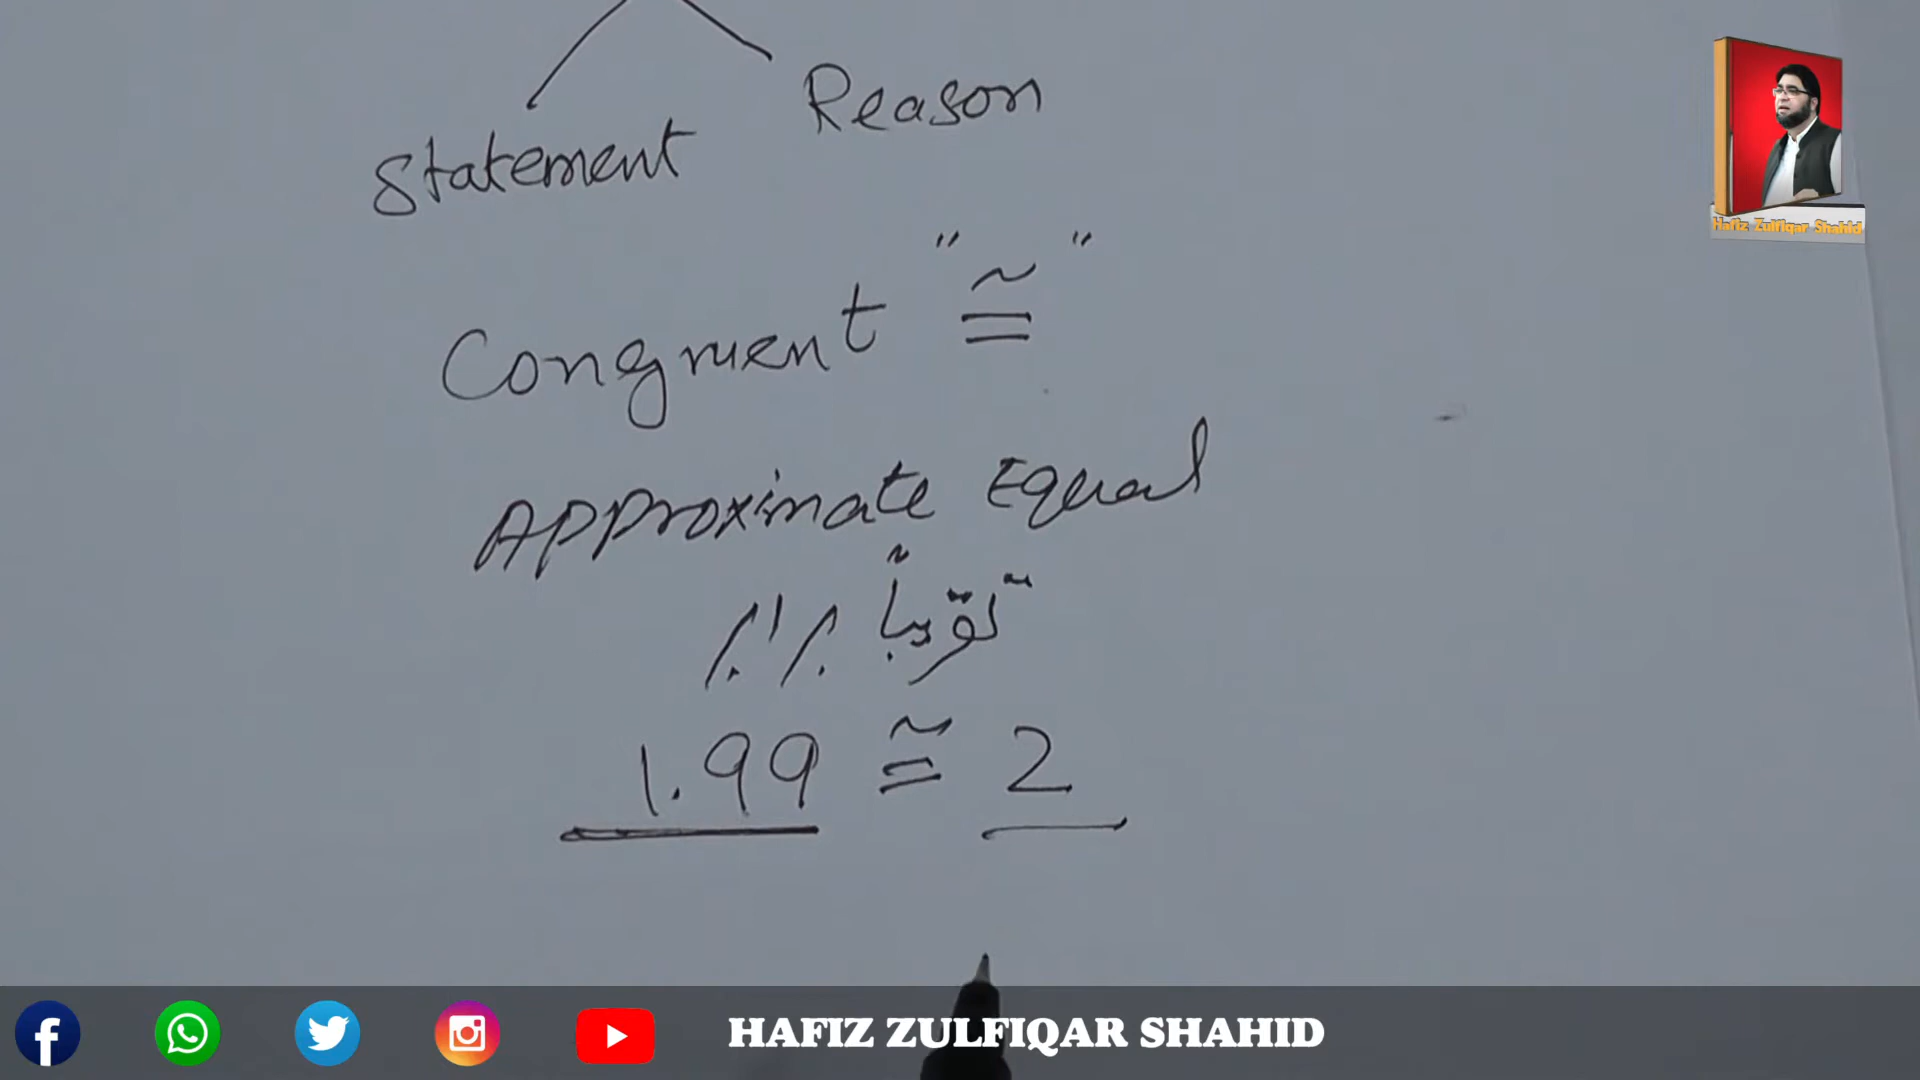 Statement Reason
Congruent "≅"
Approximate Equal
تقریباً برابر
1.99 ≅ 2
Hafiz Zulfiqar Shahid
HAFIZ ZULFIQAR SHAHID